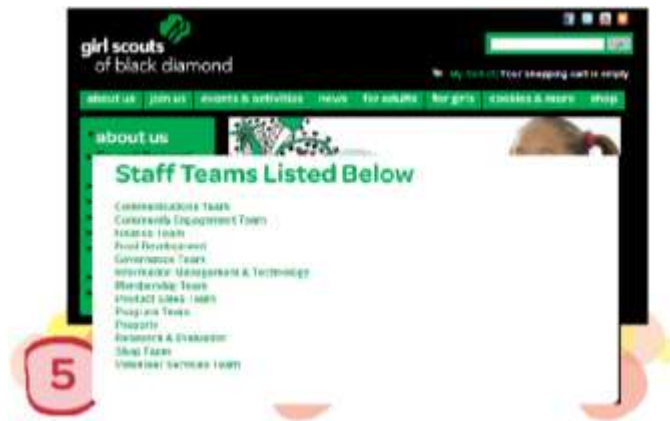 girl scouts
of black diamond
My Cart (0) Your shopping cart is empty
about us join us events & activities news for adults for girls cookies & more shop
about us
Staff Teams Listed Below
Communications Team
Community Engagement Team
Finance Team
Fund Development
Governance Team
Information Management & Technology
Membership Team
Product Sales Team
Program Team
Property
Research & Evaluation
Shop Team
Volunteer Services Team
5